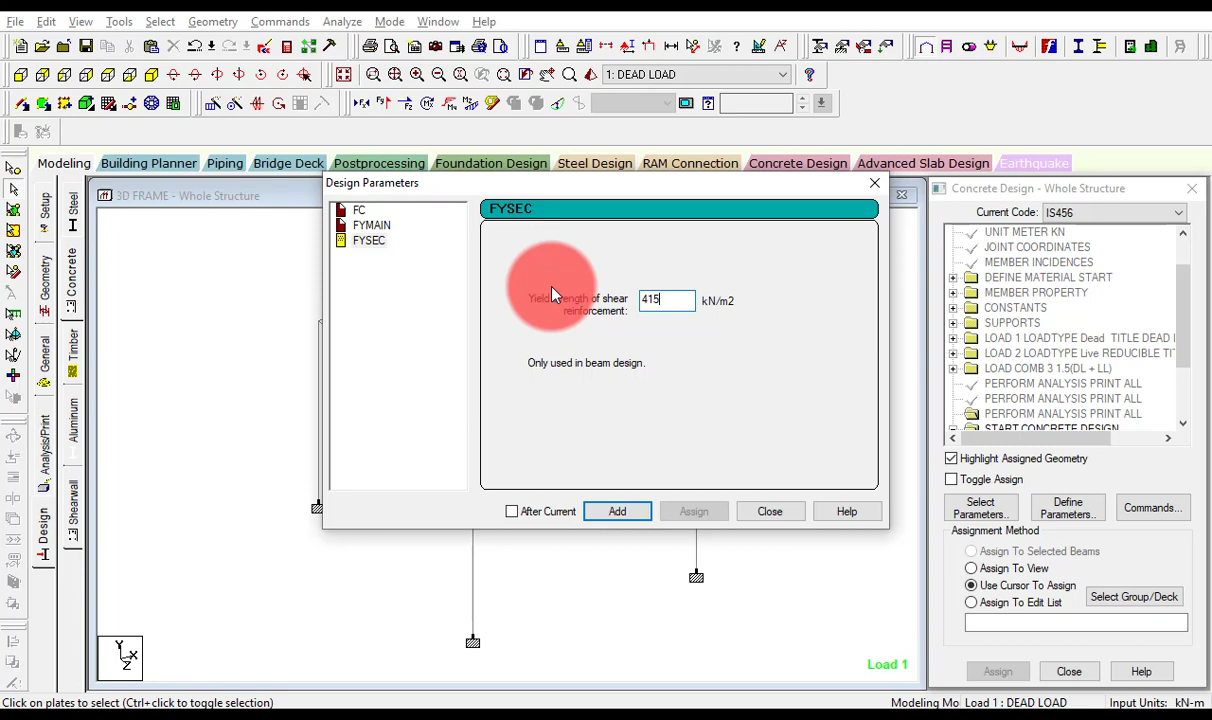 File Edit View Tools Select Geometry Commands Analyze Mode Window Help
1: DEAD LOAD
Modeling Building Planner Piping Bridge Deck Postprocessing Foundation Design Steel Design RAM Connection Concrete Design Advanced Slab Design Earthquake
3D FRAME - Whole Structure
Setup
Geometry
General
Analysis/Print
Design
Steel
Concrete
Timber
Aluminum
Shearwall
Design Parameters
FC
FYMAIN
FYSEC
FYSEC
Yield strength of shear
reinforcement:
415
kN/m2
Only used in beam design.
After Current
Add
Assign
Close
Help
Y
X
Z
Load 1
Concrete Design - Whole Structure
Current Code: IS456
UNIT METER KN
JOINT COORDINATES
MEMBER INCIDENCES
DEFINE MATERIAL START
MEMBER PROPERTY
CONSTANTS
SUPPORTS
LOAD 1 LOADTYPE Dead TITLE DEAD L
LOAD 2 LOADTYPE Live REDUCIBLE TI
LOAD COMB 3 1.5(DL + LL)
PERFORM ANALYSIS PRINT ALL
PERFORM ANALYSIS PRINT ALL
PERFORM ANALYSIS PRINT ALL
START CONCRETE DESIGN
Highlight Assigned Geometry
Toggle Assign
Select
Parameters..
Define
Parameters..
Commands...
Assignment Method
Assign To Selected Beams
Assign To View
Use Cursor To Assign
Assign To Edit List
Select Group/Deck
Assign
Close
Help
Click on plates to select (Ctrl+click to toggle selection)
Modeling Mo
Load 1 : DEAD LOAD
Input Units: kN-m